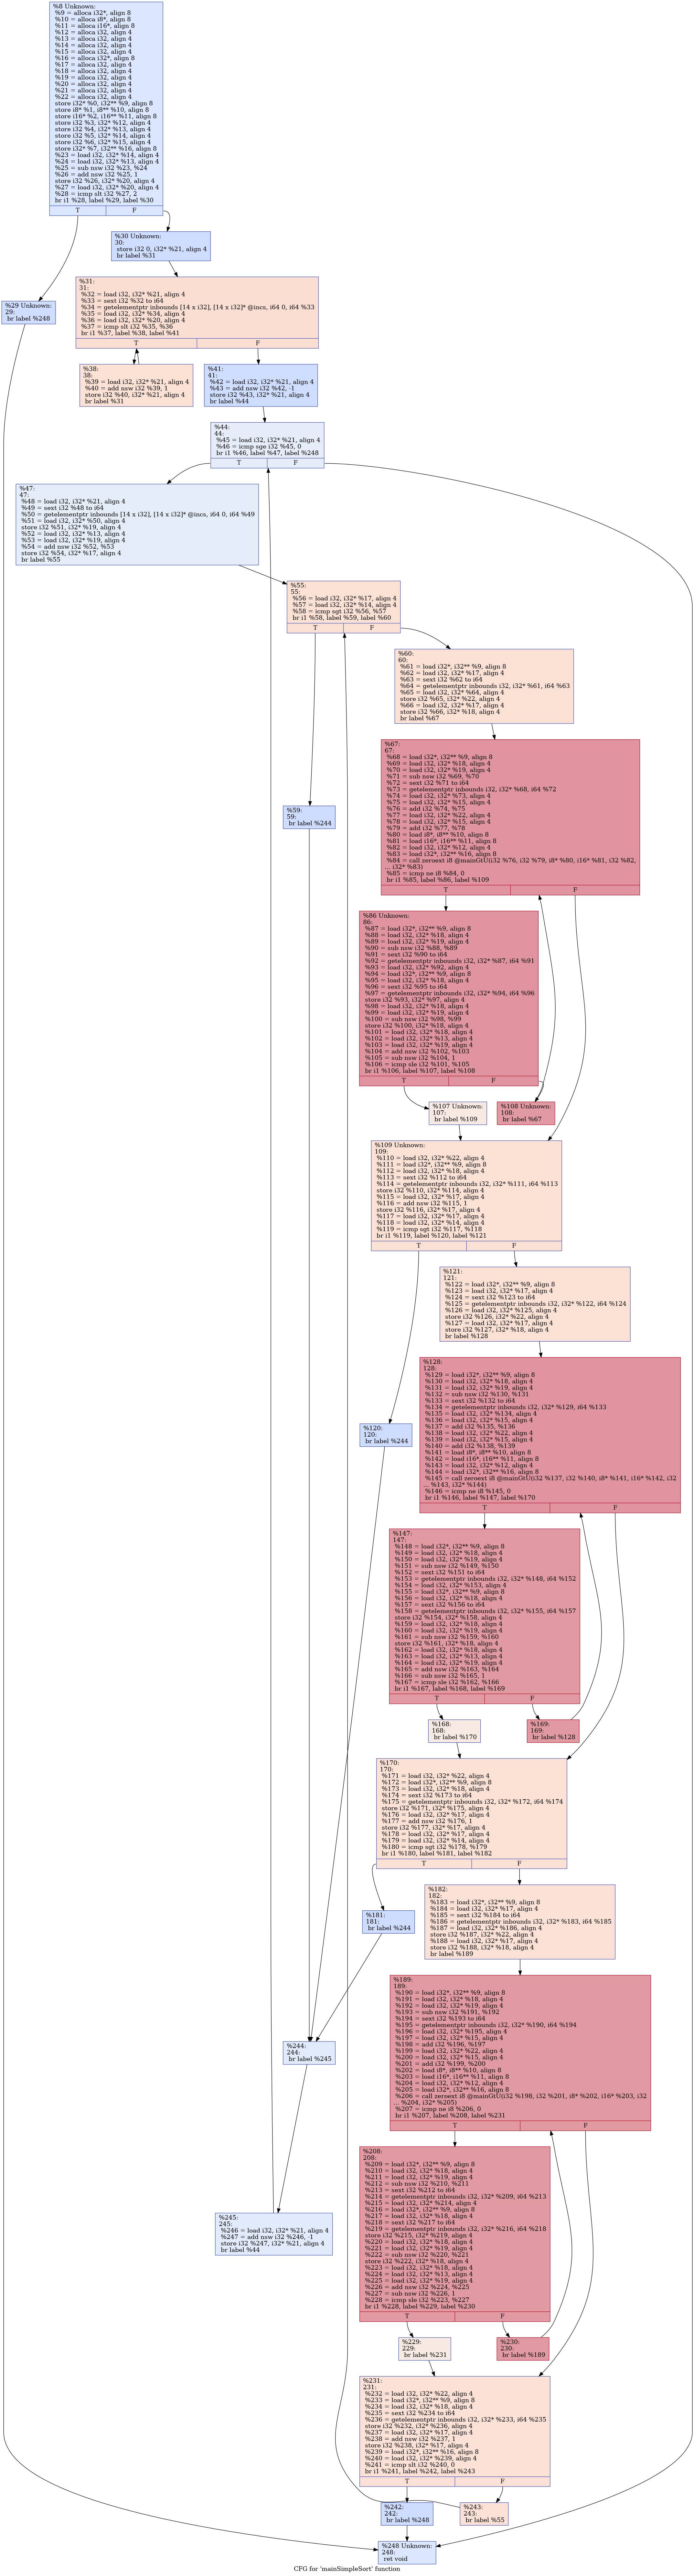 %8 Unknown:
%9 = alloca i32*, align 8
%10 = alloca i8*, align 8
%11 = alloca i16*, align 8
%12 = alloca i32, align 4
%13 = alloca i32, align 4
%14 = alloca i32, align 4
%15 = alloca i32, align 4
%16 = alloca i32*, align 8
%17 = alloca i32, align 4
%18 = alloca i32, align 4
%19 = alloca i32, align 4
%20 = alloca i32, align 4
%21 = alloca i32, align 4
%22 = alloca i32, align 4
store i32* %0, i32** %9, align 8
store i8* %1, i8** %10, align 8
store i16* %2, i16** %11, align 8
store i32 %3, i32* %12, align 4
store i32 %4, i32* %13, align 4
store i32 %5, i32* %14, align 4
store i32 %6, i32* %15, align 4
store i32* %7, i32** %16, align 8
%23 = load i32, i32* %14, align 4
%24 = load i32, i32* %13, align 4
%25 = sub nsw i32 %23, %24
%26 = add nsw i32 %25, 1
store i32 %26, i32* %20, align 4
%27 = load i32, i32* %20, align 4
%28 = icmp slt i32 %27, 2
br i1 %28, label %29, label %30
T F
%30 Unknown:
30:
store i32 0, i32* %21, align 4
br label %31
%29 Unknown:
29:
br label %248
%31:
31:
%32 = load i32, i32* %21, align 4
%33 = sext i32 %32 to i64
%34 = getelementptr inbounds [14 x i32], [14 x i32]* @incs, i64 0, i64 %33
%35 = load i32, i32* %34, align 4
%36 = load i32, i32* %20, align 4
%37 = icmp slt i32 %35, %36
br i1 %37, label %38, label %41
T F
%38:
38:
%39 = load i32, i32* %21, align 4
%40 = add nsw i32 %39, 1
store i32 %40, i32* %21, align 4
br label %31
%41:
41:
%42 = load i32, i32* %21, align 4
%43 = add nsw i32 %42, -1
store i32 %43, i32* %21, align 4
br label %44
%44:
44:
%45 = load i32, i32* %21, align 4
%46 = icmp sge i32 %45, 0
br i1 %46, label %47, label %248
T F
%47:
47:
%48 = load i32, i32* %21, align 4
%49 = sext i32 %48 to i64
%50 = getelementptr inbounds [14 x i32], [14 x i32]* @incs, i64 0, i64 %49
%51 = load i32, i32* %50, align 4
store i32 %51, i32* %19, align 4
%52 = load i32, i32* %13, align 4
%53 = load i32, i32* %19, align 4
%54 = add nsw i32 %52, %53
store i32 %54, i32* %17, align 4
br label %55
%55:
55:
%56 = load i32, i32* %17, align 4
%57 = load i32, i32* %14, align 4
%58 = icmp sgt i32 %56, %57
br i1 %58, label %59, label %60
T F
%60:
60:
%61 = load i32*, i32** %9, align 8
%62 = load i32, i32* %17, align 4
%63 = sext i32 %62 to i64
%64 = getelementptr inbounds i32, i32* %61, i64 %63
%65 = load i32, i32* %64, align 4
store i32 %65, i32* %22, align 4
%66 = load i32, i32* %17, align 4
store i32 %66, i32* %18, align 4
br label %67
%67:
67:
%68 = load i32*, i32** %9, align 8
%69 = load i32, i32* %18, align 4
%70 = load i32, i32* %19, align 4
%71 = sub nsw i32 %69, %70
%72 = sext i32 %71 to i64
%73 = getelementptr inbounds i32, i32* %68, i64 %72
%74 = load i32, i32* %73, align 4
%75 = load i32, i32* %15, align 4
%76 = add i32 %74, %75
%77 = load i32, i32* %22, align 4
%78 = load i32, i32* %15, align 4
%79 = add i32 %77, %78
%80 = load i8*, i8** %10, align 8
%81 = load i16*, i16** %11, align 8
%82 = load i32, i32* %12, align 4
%83 = load i32*, i32** %16, align 8
%84 = call zeroext i8 @mainGtU(i32 %76, i32 %79, i8* %80, i16* %81, i32 %82,
... i32* %83)
%85 = icmp ne i8 %84, 0
br i1 %85, label %86, label %109
T F
%59:
59:
br label %244
%86 Unknown:
86:
%87 = load i32*, i32** %9, align 8
%88 = load i32, i32* %18, align 4
%89 = load i32, i32* %19, align 4
%90 = sub nsw i32 %88, %89
%91 = sext i32 %90 to i64
%92 = getelementptr inbounds i32, i32* %87, i64 %91
%93 = load i32, i32* %92, align 4
%94 = load i32*, i32** %9, align 8
%95 = load i32, i32* %18, align 4
%96 = sext i32 %95 to i64
%97 = getelementptr inbounds i32, i32* %94, i64 %96
store i32 %93, i32* %97, align 4
%98 = load i32, i32* %18, align 4
%99 = load i32, i32* %19, align 4
%100 = sub nsw i32 %98, %99
store i32 %100, i32* %18, align 4
%101 = load i32, i32* %18, align 4
%102 = load i32, i32* %13, align 4
%103 = load i32, i32* %19, align 4
%104 = add nsw i32 %102, %103
%105 = sub nsw i32 %104, 1
%106 = icmp sle i32 %101, %105
br i1 %106, label %107, label %108
T F
%107 Unknown:
107:
br label %109
%108 Unknown:
108:
br label %67
%109 Unknown:
109:
%110 = load i32, i32* %22, align 4
%111 = load i32*, i32** %9, align 8
%112 = load i32, i32* %18, align 4
%113 = sext i32 %112 to i64
%114 = getelementptr inbounds i32, i32* %111, i64 %113
store i32 %110, i32* %114, align 4
%115 = load i32, i32* %17, align 4
%116 = add nsw i32 %115, 1
store i32 %116, i32* %17, align 4
%117 = load i32, i32* %17, align 4
%118 = load i32, i32* %14, align 4
%119 = icmp sgt i32 %117, %118
br i1 %119, label %120, label %121
T F
%121:
121:
%122 = load i32*, i32** %9, align 8
%123 = load i32, i32* %17, align 4
%124 = sext i32 %123 to i64
%125 = getelementptr inbounds i32, i32* %122, i64 %124
%126 = load i32, i32* %125, align 4
store i32 %126, i32* %22, align 4
%127 = load i32, i32* %17, align 4
store i32 %127, i32* %18, align 4
br label %128
%128:
128:
%129 = load i32*, i32** %9, align 8
%130 = load i32, i32* %18, align 4
%131 = load i32, i32* %19, align 4
%132 = sub nsw i32 %130, %131
%133 = sext i32 %132 to i64
%134 = getelementptr inbounds i32, i32* %129, i64 %133
%135 = load i32, i32* %134, align 4
%136 = load i32, i32* %15, align 4
%137 = add i32 %135, %136
%138 = load i32, i32* %22, align 4
%139 = load i32, i32* %15, align 4
%140 = add i32 %138, %139
%141 = load i8*, i8** %10, align 8
%142 = load i16*, i16** %11, align 8
%143 = load i32, i32* %12, align 4
%144 = load i32*, i32** %16, align 8
%145 = call zeroext i8 @mainGtU(i32 %137, i32 %140, i8* %141, i16* %142, i32
... %143, i32* %144)
%146 = icmp ne i8 %145, 0
br i1 %146, label %147, label %170
T F
%120:
120:
br label %244
%147:
147:
%148 = load i32*, i32** %9, align 8
%149 = load i32, i32* %18, align 4
%150 = load i32, i32* %19, align 4
%151 = sub nsw i32 %149, %150
%152 = sext i32 %151 to i64
%153 = getelementptr inbounds i32, i32* %148, i64 %152
%154 = load i32, i32* %153, align 4
%155 = load i32*, i32** %9, align 8
%156 = load i32, i32* %18, align 4
%157 = sext i32 %156 to i64
%158 = getelementptr inbounds i32, i32* %155, i64 %157
store i32 %154, i32* %158, align 4
%159 = load i32, i32* %18, align 4
%160 = load i32, i32* %19, align 4
%161 = sub nsw i32 %159, %160
store i32 %161, i32* %18, align 4
%162 = load i32, i32* %18, align 4
%163 = load i32, i32* %13, align 4
%164 = load i32, i32* %19, align 4
%165 = add nsw i32 %163, %164
%166 = sub nsw i32 %165, 1
%167 = icmp sle i32 %162, %166
br i1 %167, label %168, label %169
T F
%168:
168:
br label %170
%169:
169:
br label %128
%170:
170:
%171 = load i32, i32* %22, align 4
%172 = load i32*, i32** %9, align 8
%173 = load i32, i32* %18, align 4
%174 = sext i32 %173 to i64
%175 = getelementptr inbounds i32, i32* %172, i64 %174
store i32 %171, i32* %175, align 4
%176 = load i32, i32* %17, align 4
%177 = add nsw i32 %176, 1
store i32 %177, i32* %17, align 4
%178 = load i32, i32* %17, align 4
%179 = load i32, i32* %14, align 4
%180 = icmp sgt i32 %178, %179
br i1 %180, label %181, label %182
T F
%182:
182:
%183 = load i32*, i32** %9, align 8
%184 = load i32, i32* %17, align 4
%185 = sext i32 %184 to i64
%186 = getelementptr inbounds i32, i32* %183, i64 %185
%187 = load i32, i32* %186, align 4
store i32 %187, i32* %22, align 4
%188 = load i32, i32* %17, align 4
store i32 %188, i32* %18, align 4
br label %189
%181:
181:
br label %244
%189:
189:
%190 = load i32*, i32** %9, align 8
%191 = load i32, i32* %18, align 4
%192 = load i32, i32* %19, align 4
%193 = sub nsw i32 %191, %192
%194 = sext i32 %193 to i64
%195 = getelementptr inbounds i32, i32* %190, i64 %194
%196 = load i32, i32* %195, align 4
%197 = load i32, i32* %15, align 4
%198 = add i32 %196, %197
%199 = load i32, i32* %22, align 4
%200 = load i32, i32* %15, align 4
%201 = add i32 %199, %200
%202 = load i8*, i8** %10, align 8
%203 = load i16*, i16** %11, align 8
%204 = load i32, i32* %12, align 4
%205 = load i32*, i32** %16, align 8
%206 = call zeroext i8 @mainGtU(i32 %198, i32 %201, i8* %202, i16* %203, i32
... %204, i32* %205)
%207 = icmp ne i8 %206, 0
br i1 %207, label %208, label %231
T F
%244:
244:
br label %245
%208:
208:
%209 = load i32*, i32** %9, align 8
%210 = load i32, i32* %18, align 4
%211 = load i32, i32* %19, align 4
%212 = sub nsw i32 %210, %211
%213 = sext i32 %212 to i64
%214 = getelementptr inbounds i32, i32* %209, i64 %213
%215 = load i32, i32* %214, align 4
%216 = load i32*, i32** %9, align 8
%217 = load i32, i32* %18, align 4
%218 = sext i32 %217 to i64
%219 = getelementptr inbounds i32, i32* %216, i64 %218
store i32 %215, i32* %219, align 4
%220 = load i32, i32* %18, align 4
%221 = load i32, i32* %19, align 4
%222 = sub nsw i32 %220, %221
store i32 %222, i32* %18, align 4
%223 = load i32, i32* %18, align 4
%224 = load i32, i32* %13, align 4
%225 = load i32, i32* %19, align 4
%226 = add nsw i32 %224, %225
%227 = sub nsw i32 %226, 1
%228 = icmp sle i32 %223, %227
br i1 %228, label %229, label %230
T F
%245:
245:
%246 = load i32, i32* %21, align 4
%247 = add nsw i32 %246, -1
store i32 %247, i32* %21, align 4
br label %44
%229:
229:
br label %231
%230:
230:
br label %189
%231:
231:
%232 = load i32, i32* %22, align 4
%233 = load i32*, i32** %9, align 8
%234 = load i32, i32* %18, align 4
%235 = sext i32 %234 to i64
%236 = getelementptr inbounds i32, i32* %233, i64 %235
store i32 %232, i32* %236, align 4
%237 = load i32, i32* %17, align 4
%238 = add nsw i32 %237, 1
store i32 %238, i32* %17, align 4
%239 = load i32*, i32** %16, align 8
%240 = load i32, i32* %239, align 4
%241 = icmp slt i32 %240, 0
br i1 %241, label %242, label %243
T F
%242:
242:
br label %248
%243:
243:
br label %55
%248 Unknown:
248:
ret void
CFG for 'mainSimpleSort' function